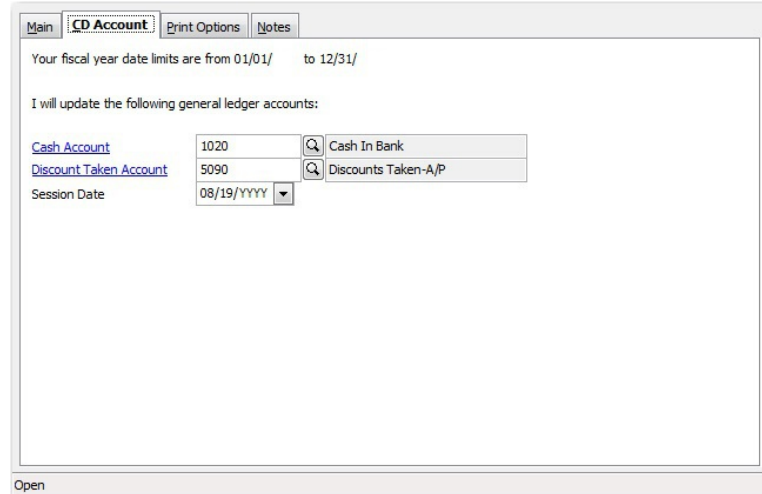 Main CD Account Print Options Notes
Your fiscal year date limits are from 01/01/ to 12/31/
I will update the following general ledger accounts:
Cash Account 1020 Cash In Bank
Discount Taken Account 5090 Discounts Taken-A/P
Session Date 08/19/YYYY
Open